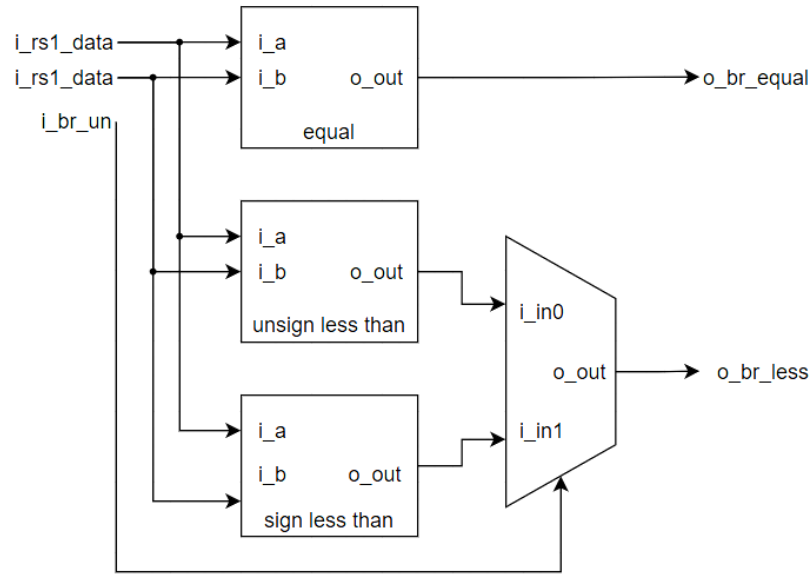 i_rs1_data
i_rs1_data
i_br_un
i_a
i_b
o_out
equal
o_br_equal
i_a
i_b
o_out
unsign less than
i_a
i_b
o_out
sign less than
i_in0
o_out
i_in1
o_br_less